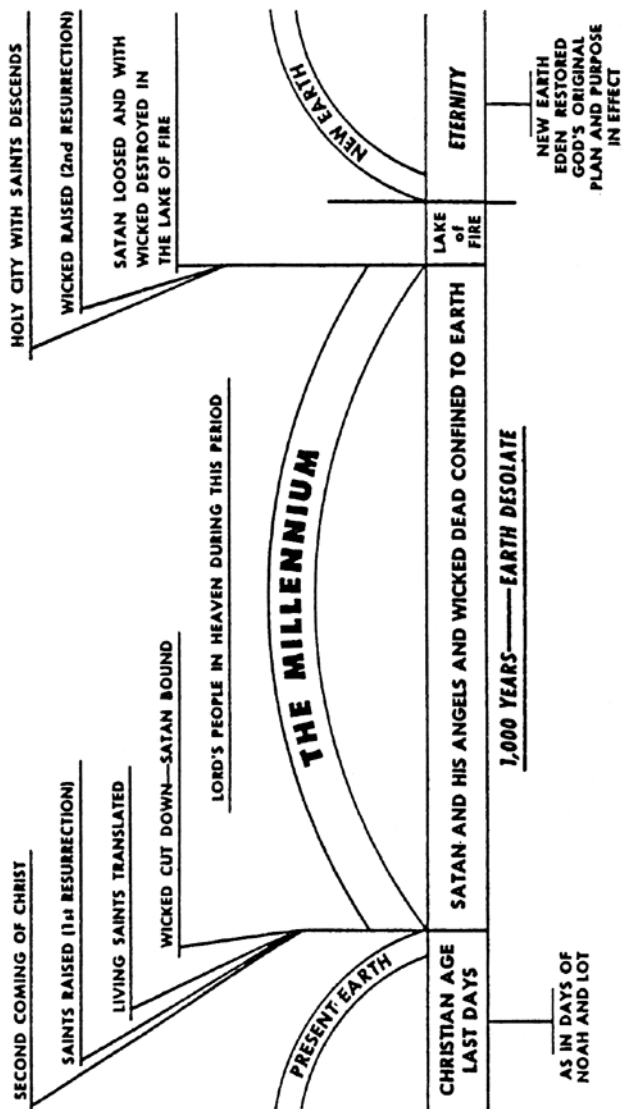 SECOND COMING OF CHRIST
SAINTS RAISED (1st RESURRECTION)
LIVING SAINTS TRANSLATED
WICKED CUT DOWN—SATAN BOUND
LORD'S PEOPLE IN HEAVEN DURING THIS PERIOD
HOLY CITY WITH SAINTS DESCENDS
WICKED RAISED (2nd RESURRECTION)
SATAN LOOSED AND WITH
WICKED DESTROYED IN
THE LAKE OF FIRE
PRESENT EARTH
THE MILLENNIUM
NEW EARTH
CHRISTIAN AGE
LAST DAYS
SATAN AND HIS ANGELS AND WICKED DEAD CONFINED TO EARTH
LAKE
of
FIRE
ETERNITY
AS IN DAYS OF
NOAH AND LOT
1,000 YEARS——EARTH DESOLATE
NEW EARTH
EDEN RESTORED
GOD'S ORIGINAL
PLAN AND PURPOSE
IN EFFECT